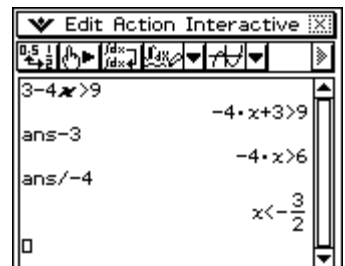 Edit Action Interactive
3-4x>9
-4·x+3>9
ans-3
-4·x>6
ans/-4
x<-3/2